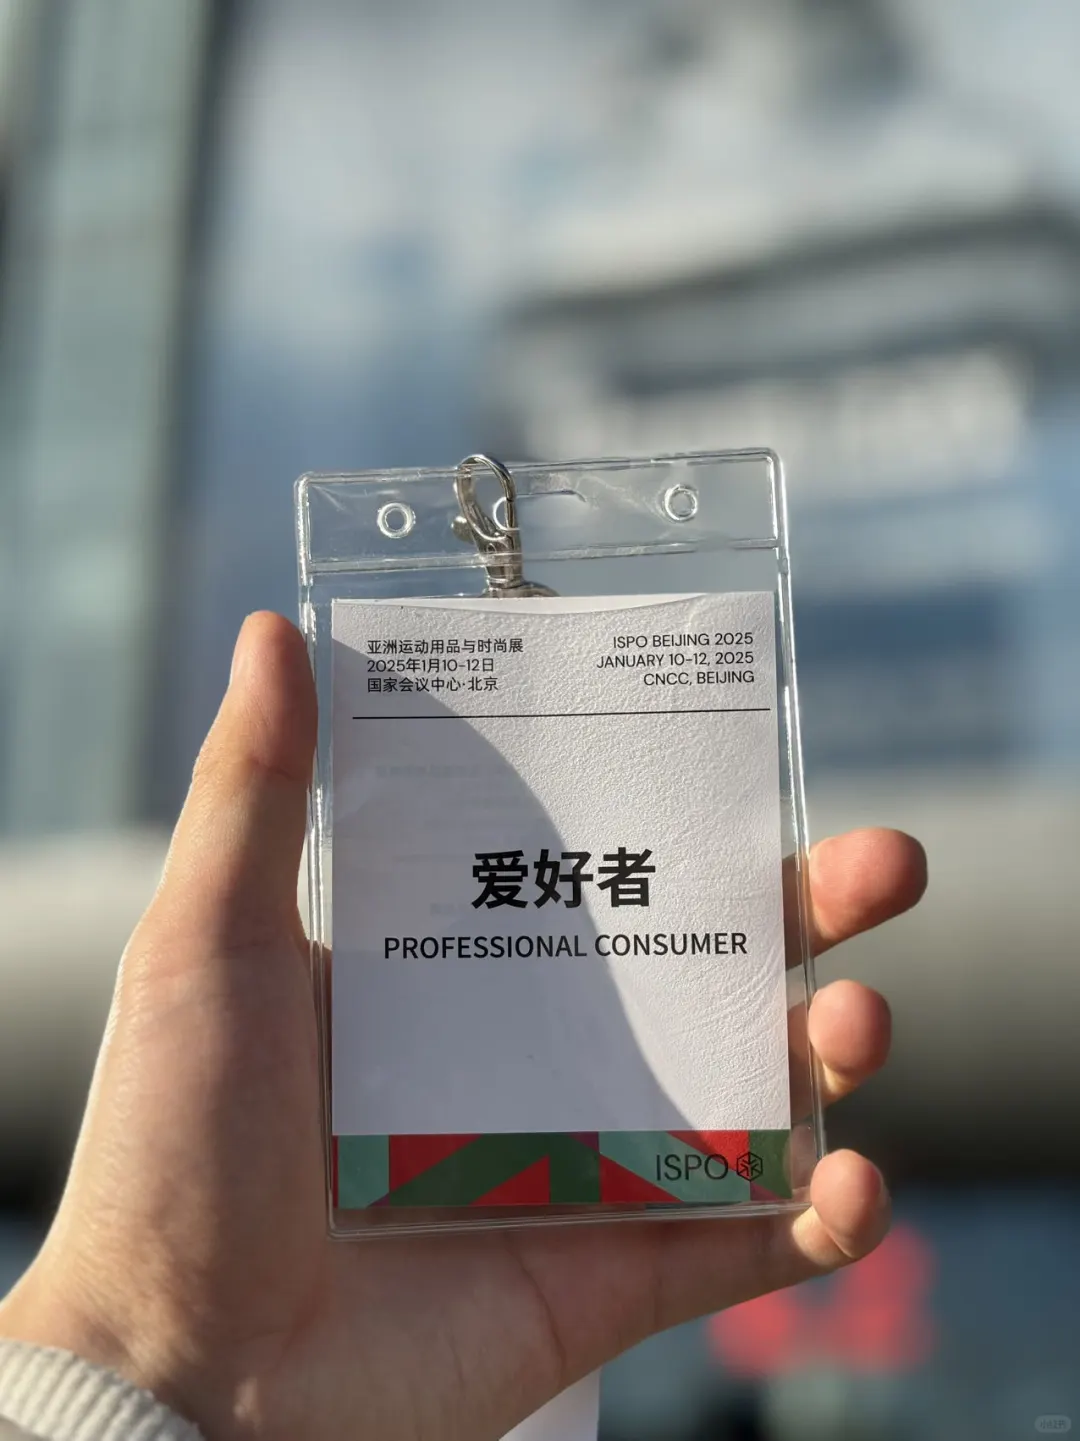 亚洲运动用品与时尚展
2025年1月10-12日
国家会议中心·北京
ISPO BEIJING 2025
JANUARY 10-12, 2025
CNCC, BEIJING
爱好者
PROFESSIONAL CONSUMER
ISPO